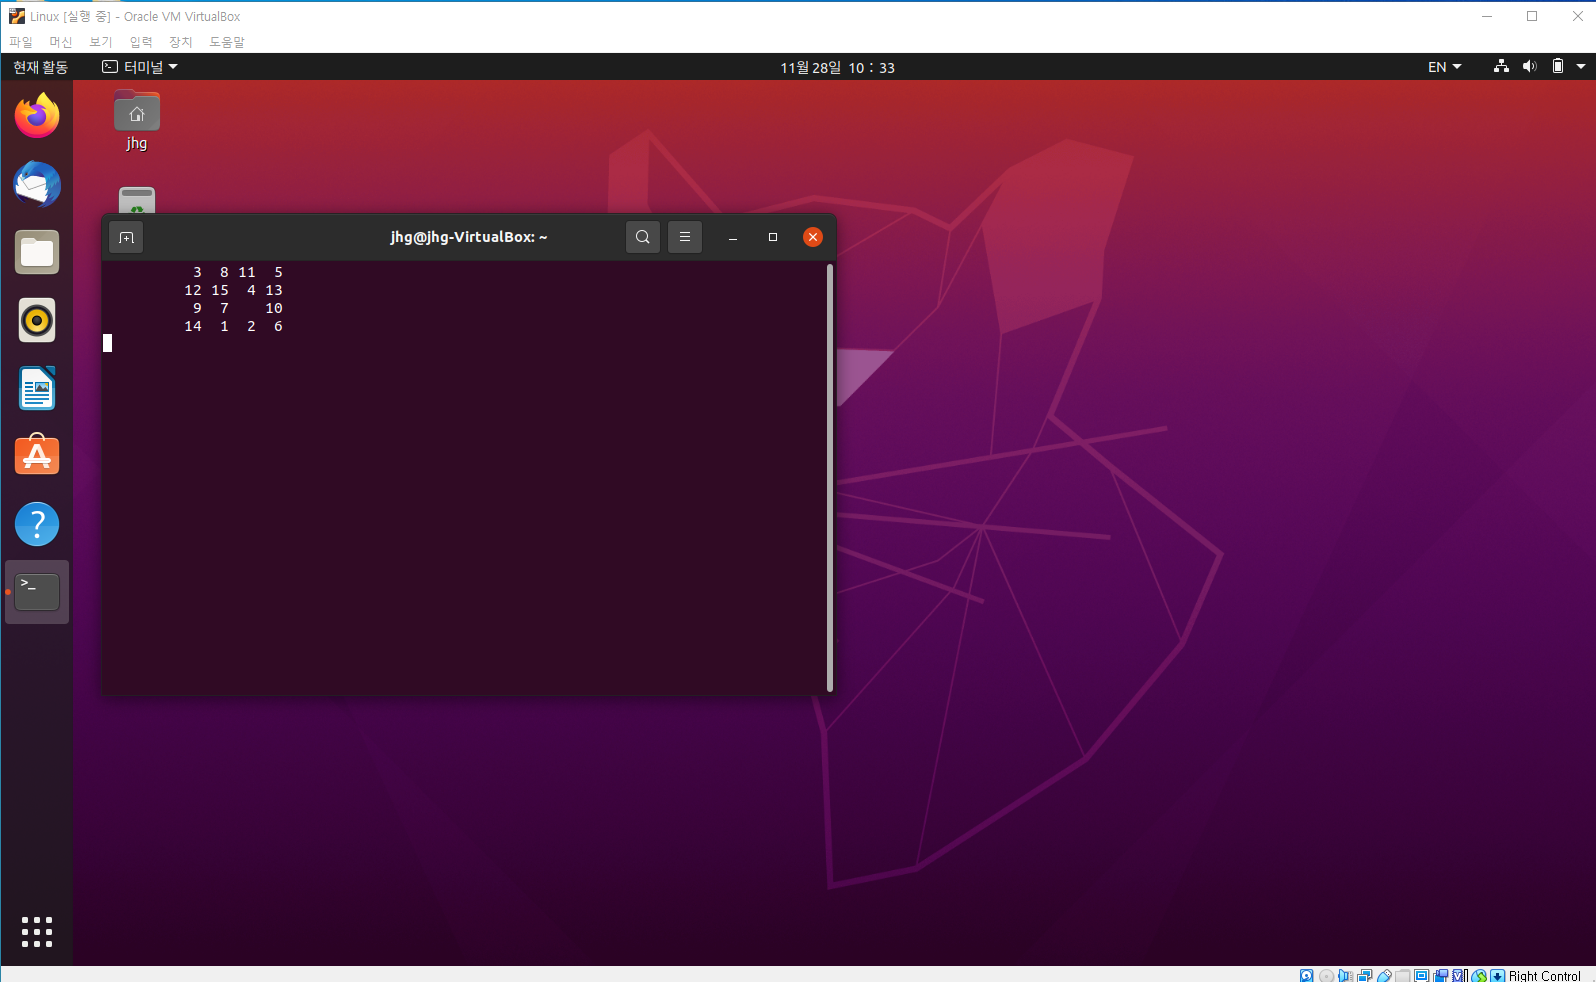 Linux [실행 중] - Oracle VM VirtualBox
파일 머신 보기 입력 장치 도움말
현재 활동 터미널 11월 28일 10 : 33 EN
jhg
jhg@jhg-VirtualBox: ~
3 8 11 5
12 15 4 13
9 7 10
14 1 2 6
Right Control